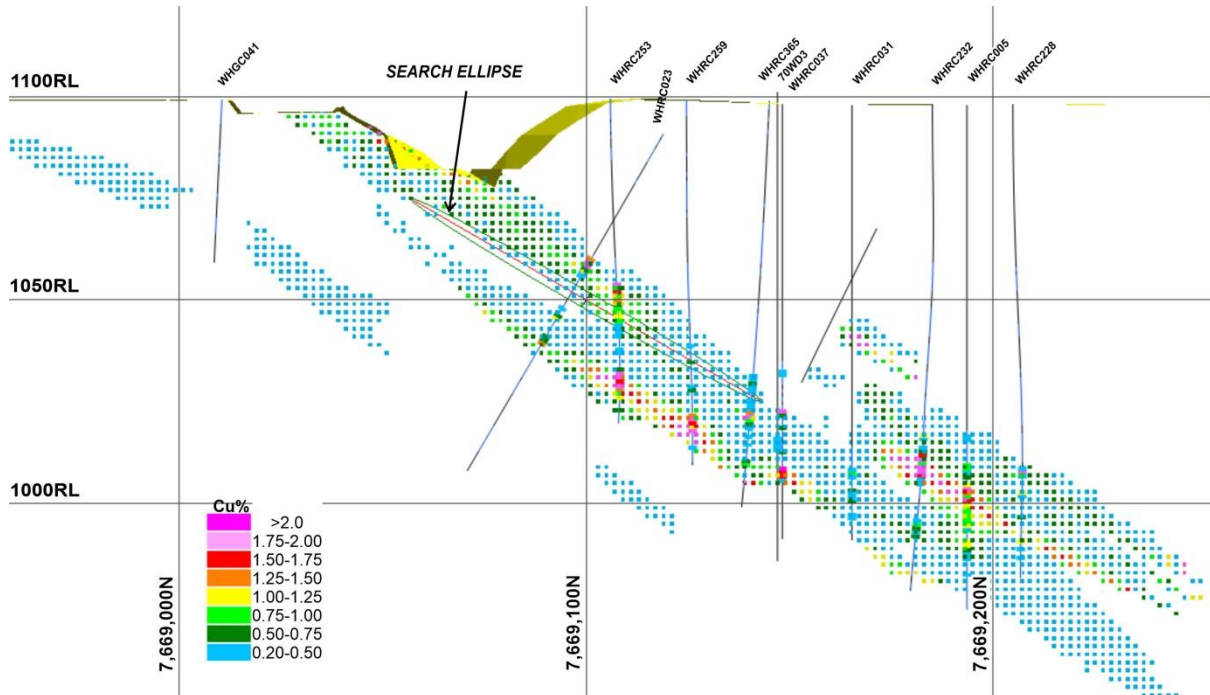 WHGC041
SEARCH ELLIPSE
WHRC253
WHRC023
WHRC259
WHRC365
70WD3
WHRC037
WHRC031
WHRC232
WHRC005
WHRC228
1100RL
1050RL
1000RL
Cu%
>2.0
1.75-2.00
1.50-1.75
1.25-1.50
1.00-1.25
0.75-1.00
0.50-0.75
0.20-0.50
7,669,000N
7,669,100N
7,669,200N